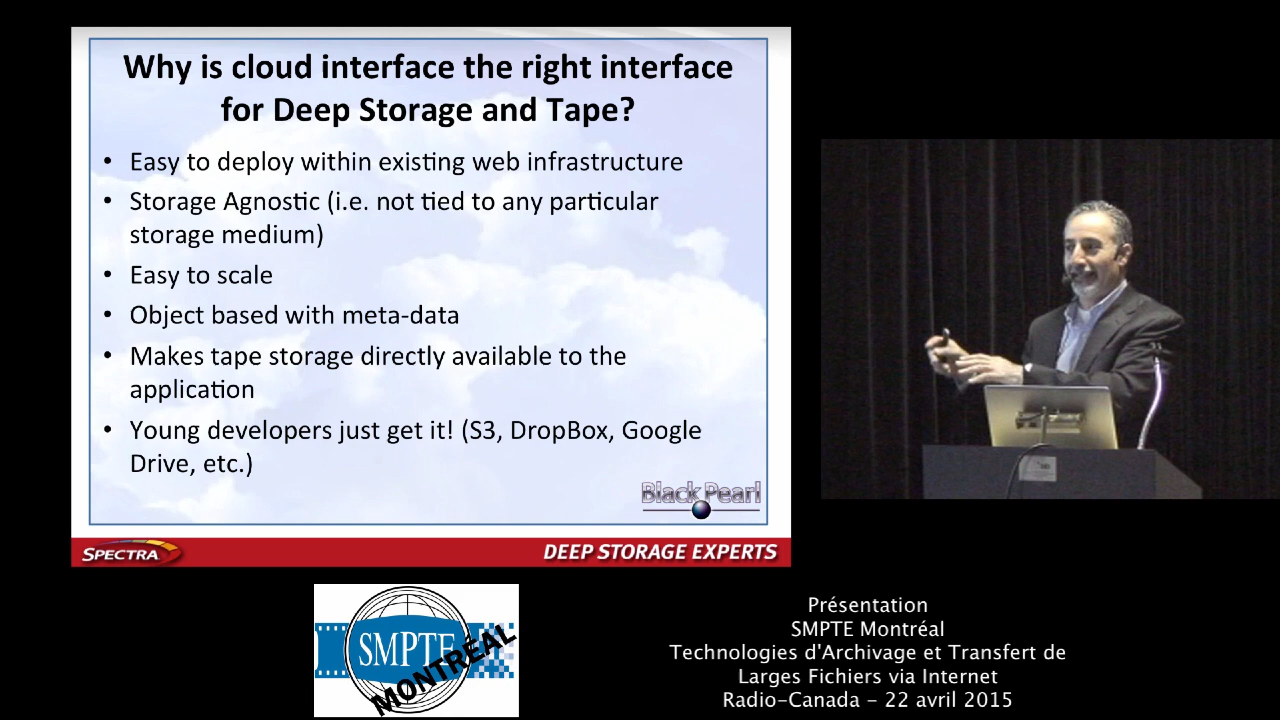 Why is cloud interface the right interface
for Deep Storage and Tape?
• Easy to deploy within existing web infrastructure
• Storage Agnostic (i.e. not tied to any particular
storage medium)
• Easy to scale
• Object based with meta-data
• Makes tape storage directly available to the
application
• Young developers just get it! (S3, DropBox, Google
Drive, etc.)
Black Pearl
SPECTRA
DEEP STORAGE EXPERTS
SMPTE
MONTRÉAL
Présentation
SMPTE Montréal
Technologies d'Archivage et Transfert de
Larges Fichiers via Internet
Radio-Canada - 22 avril 2015